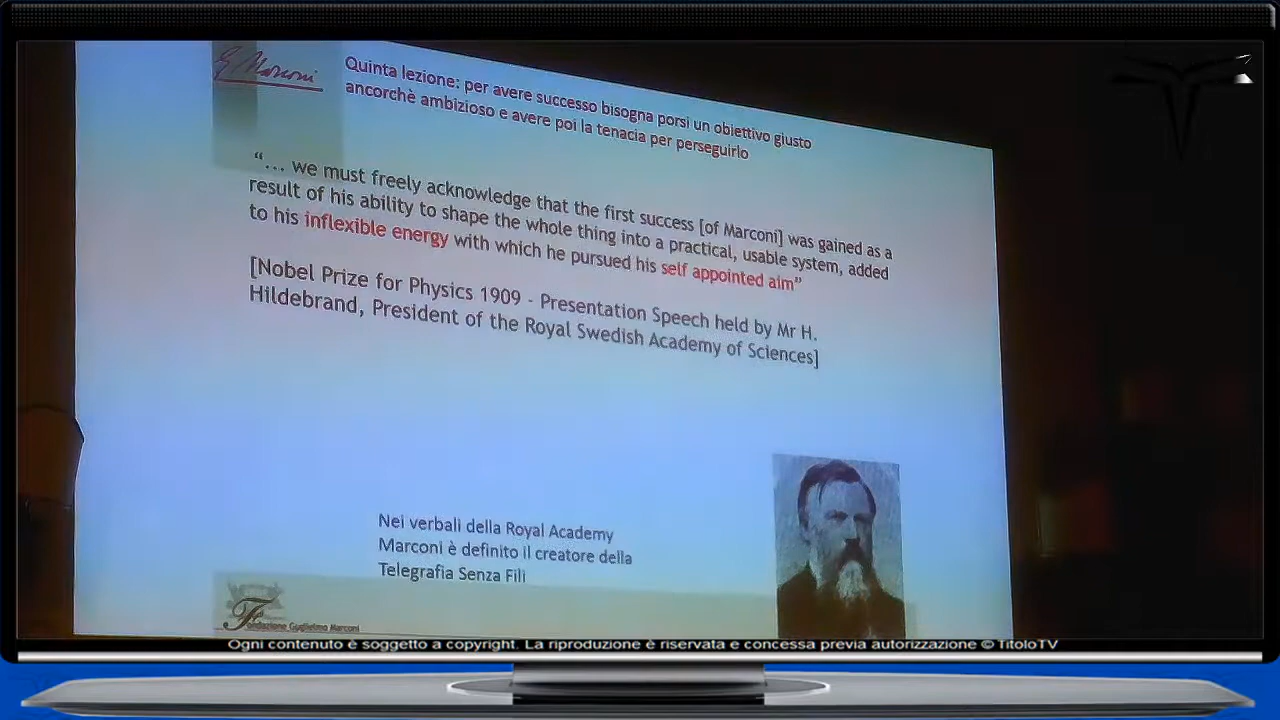 G. Marconi
Quinta lezione: per avere successo bisogna porsi un obiettivo giusto
ancorchè ambizioso e avere poi la tenacia per perseguirlo
“... we must freely acknowledge that the first success [of Marconi] was gained as a
result of his ability to shape the whole thing into a practical, usable system, added
to his inflexible energy with which he pursued his self appointed aim”
[Nobel Prize for Physics 1909 - Presentation Speech held by Mr H.
Hildebrand, President of the Royal Swedish Academy of Sciences]
Nei verbali della Royal Academy
Marconi è definito il creatore della
Telegrafia Senza Fili
Fondazione Guglielmo Marconi
Ogni contenuto è soggetto a copyright. La riproduzione è riservata e concessa previa autorizzazione © TitoloTV